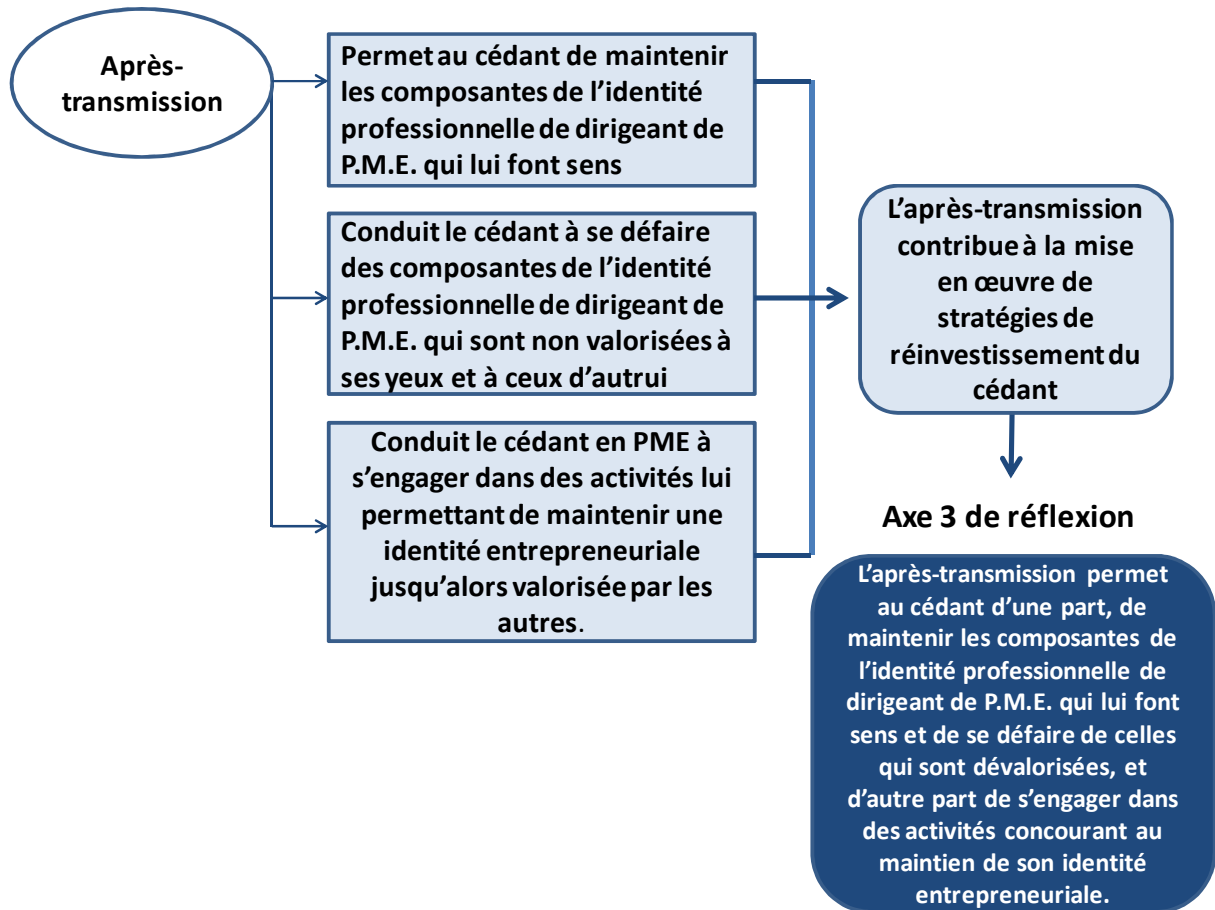 Après-
transmission
Permet au cédant de maintenir
les composantes de l'identité
professionnelle de dirigeant de
P.M.E. qui lui font sens
Conduit le cédant à se défaire
des composantes de l'identité
professionnelle de dirigeant de
P.M.E. qui sont non valorisées à
ses yeux et à ceux d'autrui
Conduit le cédant en PME à
s'engager dans des activités lui
permettant de maintenir une
identité entrepreneuriale
jusqu'alors valorisée par les
autres.
L'après-transmission
contribue à la mise
en œuvre de
stratégies de
réinvestissement du
cédant
Axe 3 de réflexion
L'après-transmission permet
au cédant d'une part, de
maintenir les composantes de
l'identité professionnelle de
dirigeant de P.M.E. qui lui font
sens et de se défaire de celles
qui sont dévalorisées, et
d'autre part de s'engager dans
des activités concourant au
maintien de son identité
entrepreneuriale.